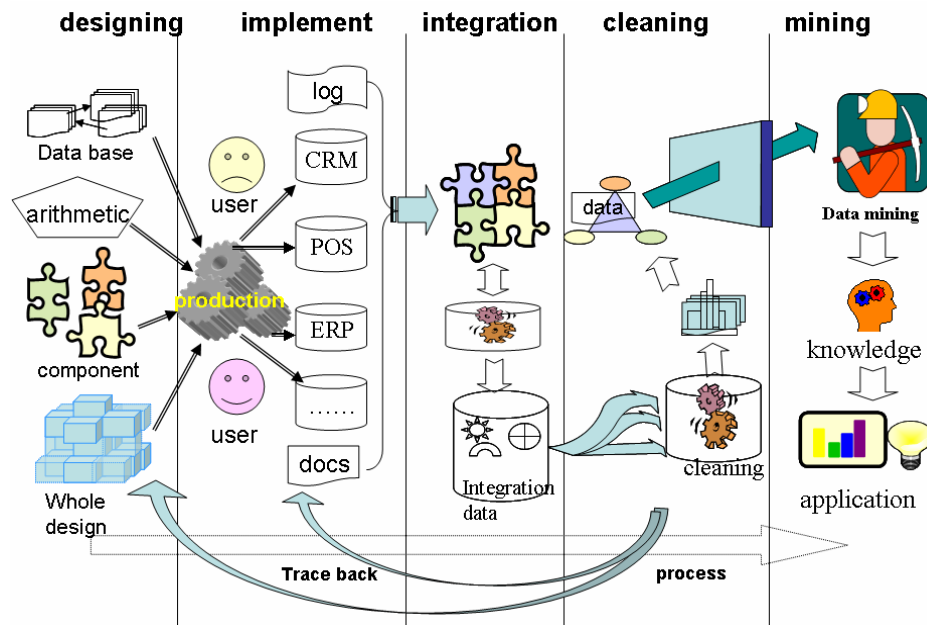 designing
implement
integration
cleaning
mining
Data base
arithmetic
component
Whole
design
production
user
user
log
CRM
POS
ERP
......
docs
Integration
data
data
cleaning
Data mining
knowledge
application
Trace back
process